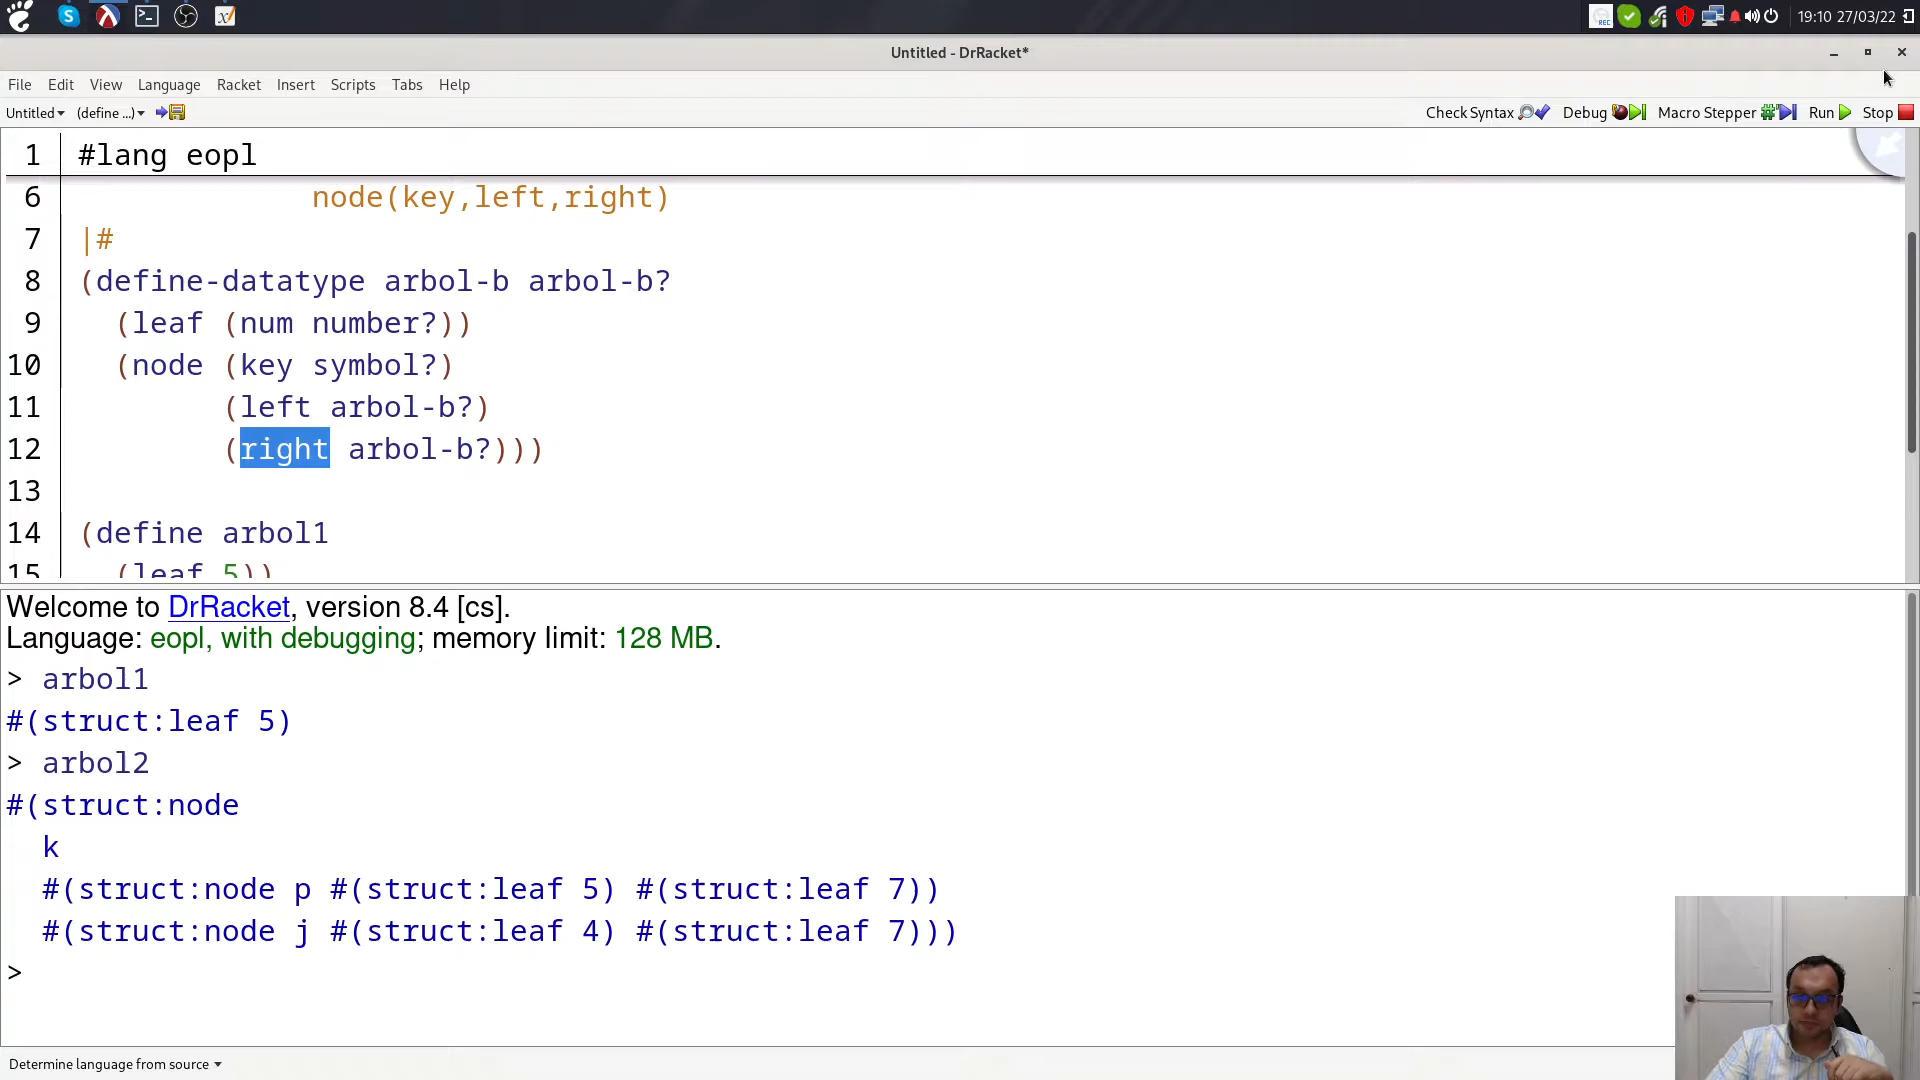 19:10 27/03/22
Untitled - DrRacket*
File Edit View Language Racket Insert Scripts Tabs Help
Untitled (define ...) Check Syntax Debug Macro Stepper Run Stop
1 #lang eopl
6 node(key,left,right)
7 |#
8 (define-datatype arbol-b arbol-b?
9 (leaf (num number?))
10 (node (key symbol?)
11 (left arbol-b?)
12 (right arbol-b?)))
13
14 (define arbol1
15 (leaf 5))
Welcome to DrRacket, version 8.4 [cs].
Language: eopl, with debugging; memory limit: 128 MB.
> arbol1
#(struct:leaf 5)
> arbol2
#(struct:node
k
#(struct:node p #(struct:leaf 5) #(struct:leaf 7))
#(struct:node j #(struct:leaf 4) #(struct:leaf 7)))
>
Determine language from source